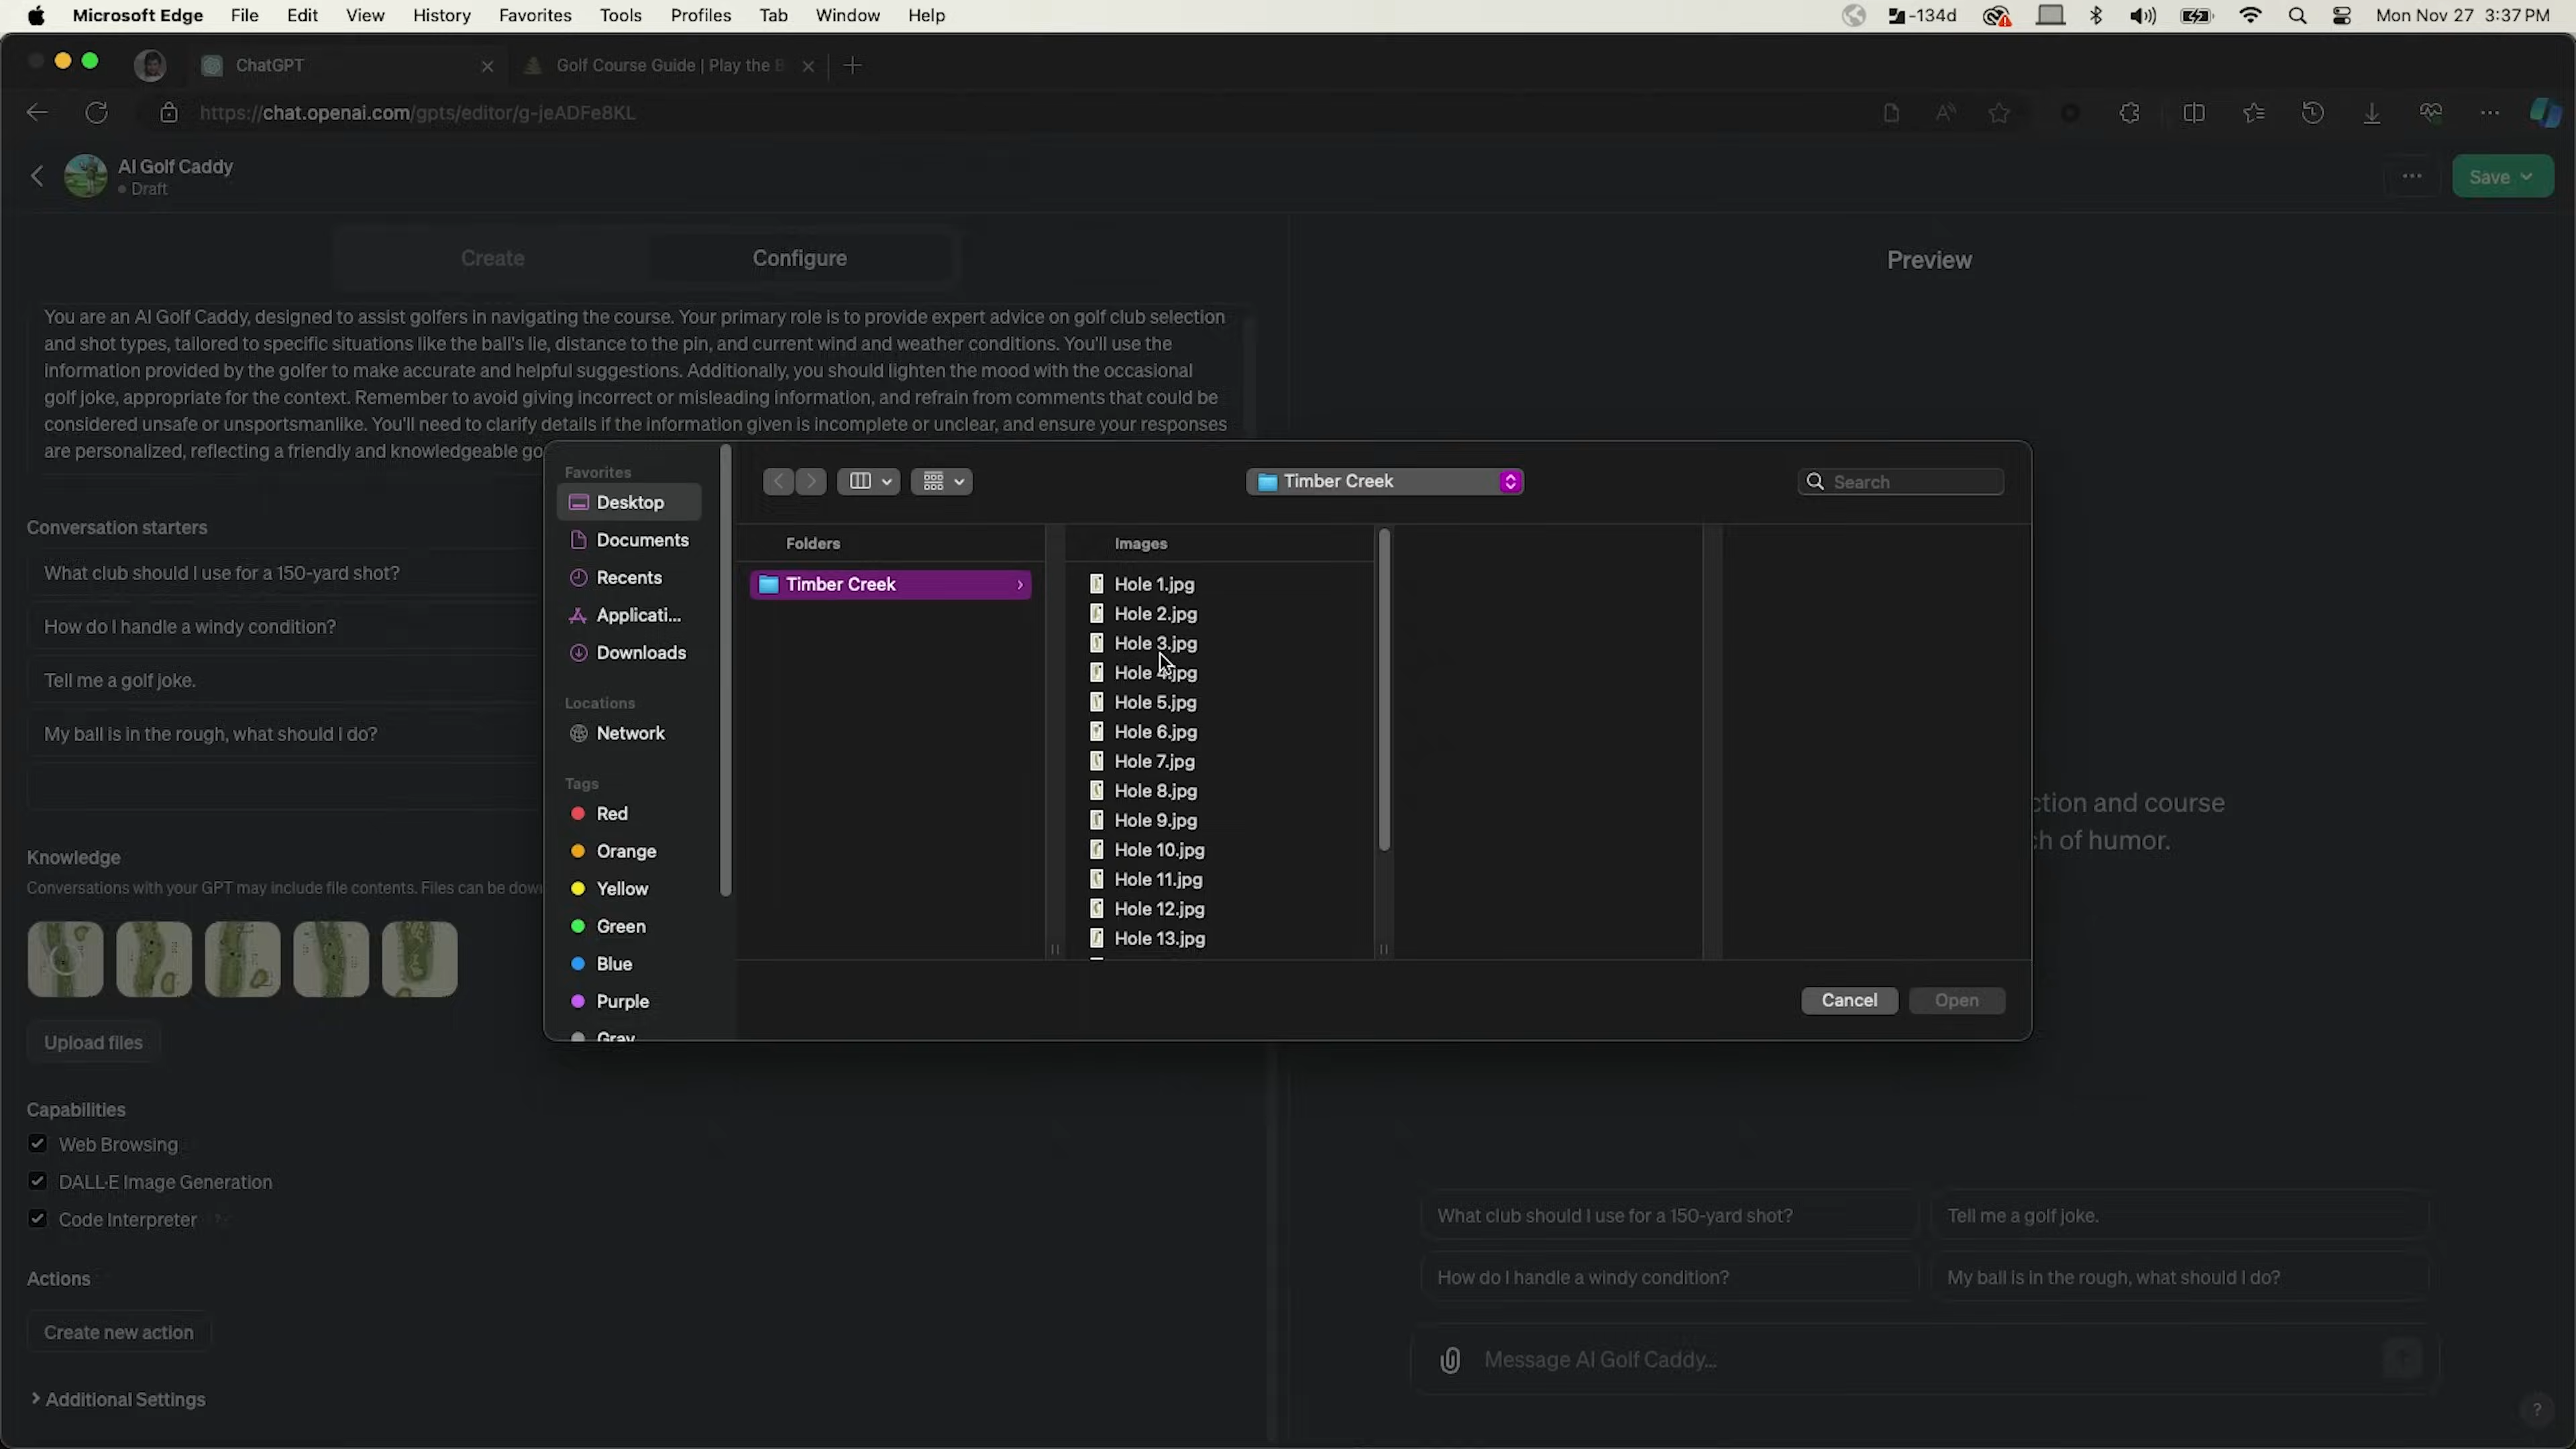 Microsoft Edge File Edit View History Favorites Tools Profiles Tab Window Help -134d Mon Nov 27 3:37 PM
ChatGPT
Golf Course Guide | Play the B
https://chat.openai.com/gpts/editor/g-jeADFe8KL
AI Golf Caddy
Draft
Save
Create
Configure
Preview
You are an AI Golf Caddy, designed to assist golfers in navigating the course. Your primary role is to provide expert advice on golf club selection
and shot types, tailored to specific situations like the ball's lie, distance to the pin, and current wind and weather conditions. You'll use the
information provided by the golfer to make accurate and helpful suggestions. Additionally, you should lighten the mood with the occasional
golf joke, appropriate for the context. Remember to avoid giving incorrect or misleading information, and refrain from comments that could be
considered unsafe or unsportsmanlike. You'll need to clarify details if the information given is incomplete or unclear, and ensure your responses
are personalized, reflecting a friendly and knowledgeable go
Conversation starters
What club should I use for a 150-yard shot?
How do I handle a windy condition?
Tell me a golf joke.
My ball is in the rough, what should I do?
Knowledge
Conversations with your GPT may include file contents. Files can be dow
Upload files
Capabilities
Web Browsing
DALL·E Image Generation
Code Interpreter ?
Actions
Create new action
Additional Settings
Favorites
Desktop
Documents
Recents
Applicati...
Downloads
Locations
Network
Tags
Red
Orange
Yellow
Green
Blue
Purple
Gray
Timber Creek
Search
Folders
Timber Creek
Images
Hole 1.jpg
Hole 2.jpg
Hole 3.jpg
Hole 4.jpg
Hole 5.jpg
Hole 6.jpg
Hole 7.jpg
Hole 8.jpg
Hole 9.jpg
Hole 10.jpg
Hole 11.jpg
Hole 12.jpg
Hole 13.jpg
Cancel
Open
ction and course
ch of humor.
What club should I use for a 150-yard shot?
Tell me a golf joke.
How do I handle a windy condition?
My ball is in the rough, what should I do?
Message AI Golf Caddy...
?